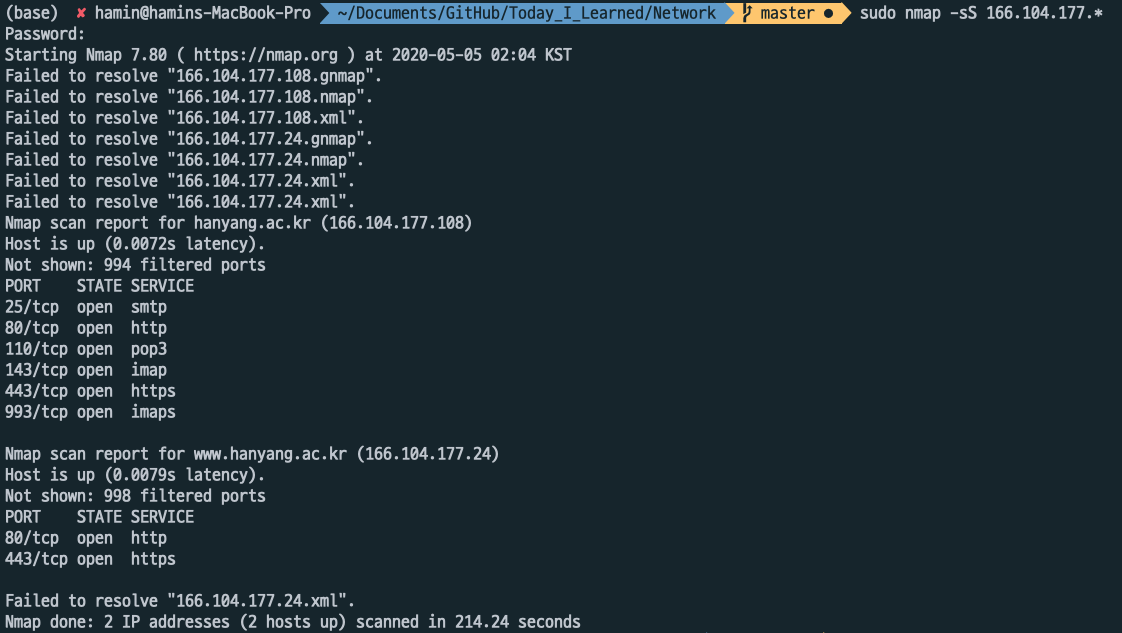 (base) ✘ hamin@hamins-MacBook-Pro ~/Documents/GitHub/Today_I_Learned/Network master ● sudo nmap -sS 166.104.177.*
Password:
Starting Nmap 7.80 ( https://nmap.org ) at 2020-05-05 02:04 KST
Failed to resolve "166.104.177.108.gnmap".
Failed to resolve "166.104.177.108.nmap".
Failed to resolve "166.104.177.108.xml".
Failed to resolve "166.104.177.24.gnmap".
Failed to resolve "166.104.177.24.nmap".
Failed to resolve "166.104.177.24.xml".
Failed to resolve "166.104.177.24.xml".
Nmap scan report for hanyang.ac.kr (166.104.177.108)
Host is up (0.0072s latency).
Not shown: 994 filtered ports
PORT    STATE SERVICE
25/tcp  open  smtp
80/tcp  open  http
110/tcp open  pop3
143/tcp open  imap
443/tcp open  https
993/tcp open  imaps

Nmap scan report for www.hanyang.ac.kr (166.104.177.24)
Host is up (0.0079s latency).
Not shown: 998 filtered ports
PORT    STATE SERVICE
80/tcp  open  http
443/tcp open  https

Failed to resolve "166.104.177.24.xml".
Nmap done: 2 IP addresses (2 hosts up) scanned in 214.24 seconds